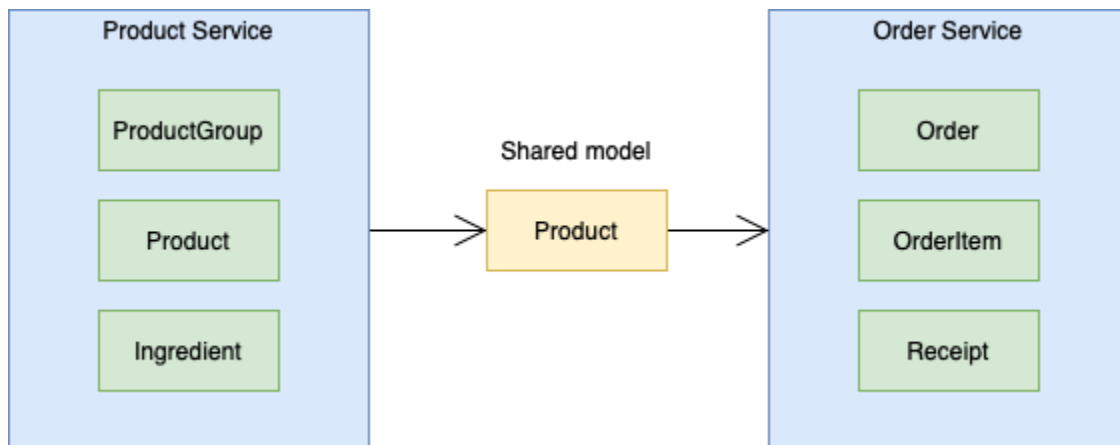 Product Service
ProductGroup
Product
Ingredient
Shared model
Product
Order Service
Order
OrderItem
Receipt